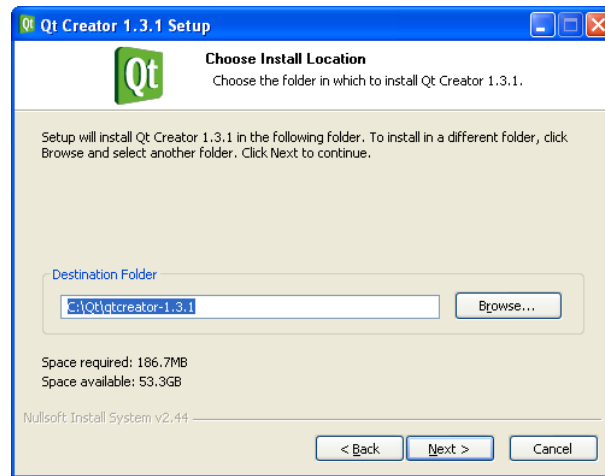 Qt Creator 1.3.1 Setup
Qt
Choose Install Location
Choose the folder in which to install Qt Creator 1.3.1.
Setup will install Qt Creator 1.3.1 in the following folder. To install in a different folder, click
Browse and select another folder. Click Next to continue.
Destination Folder
C:\Qt\qtcreator-1.3.1
Browse...
Space required: 186.7MB
Space available: 53.3GB
Nullsoft Install System v2.44
< Back
Next >
Cancel